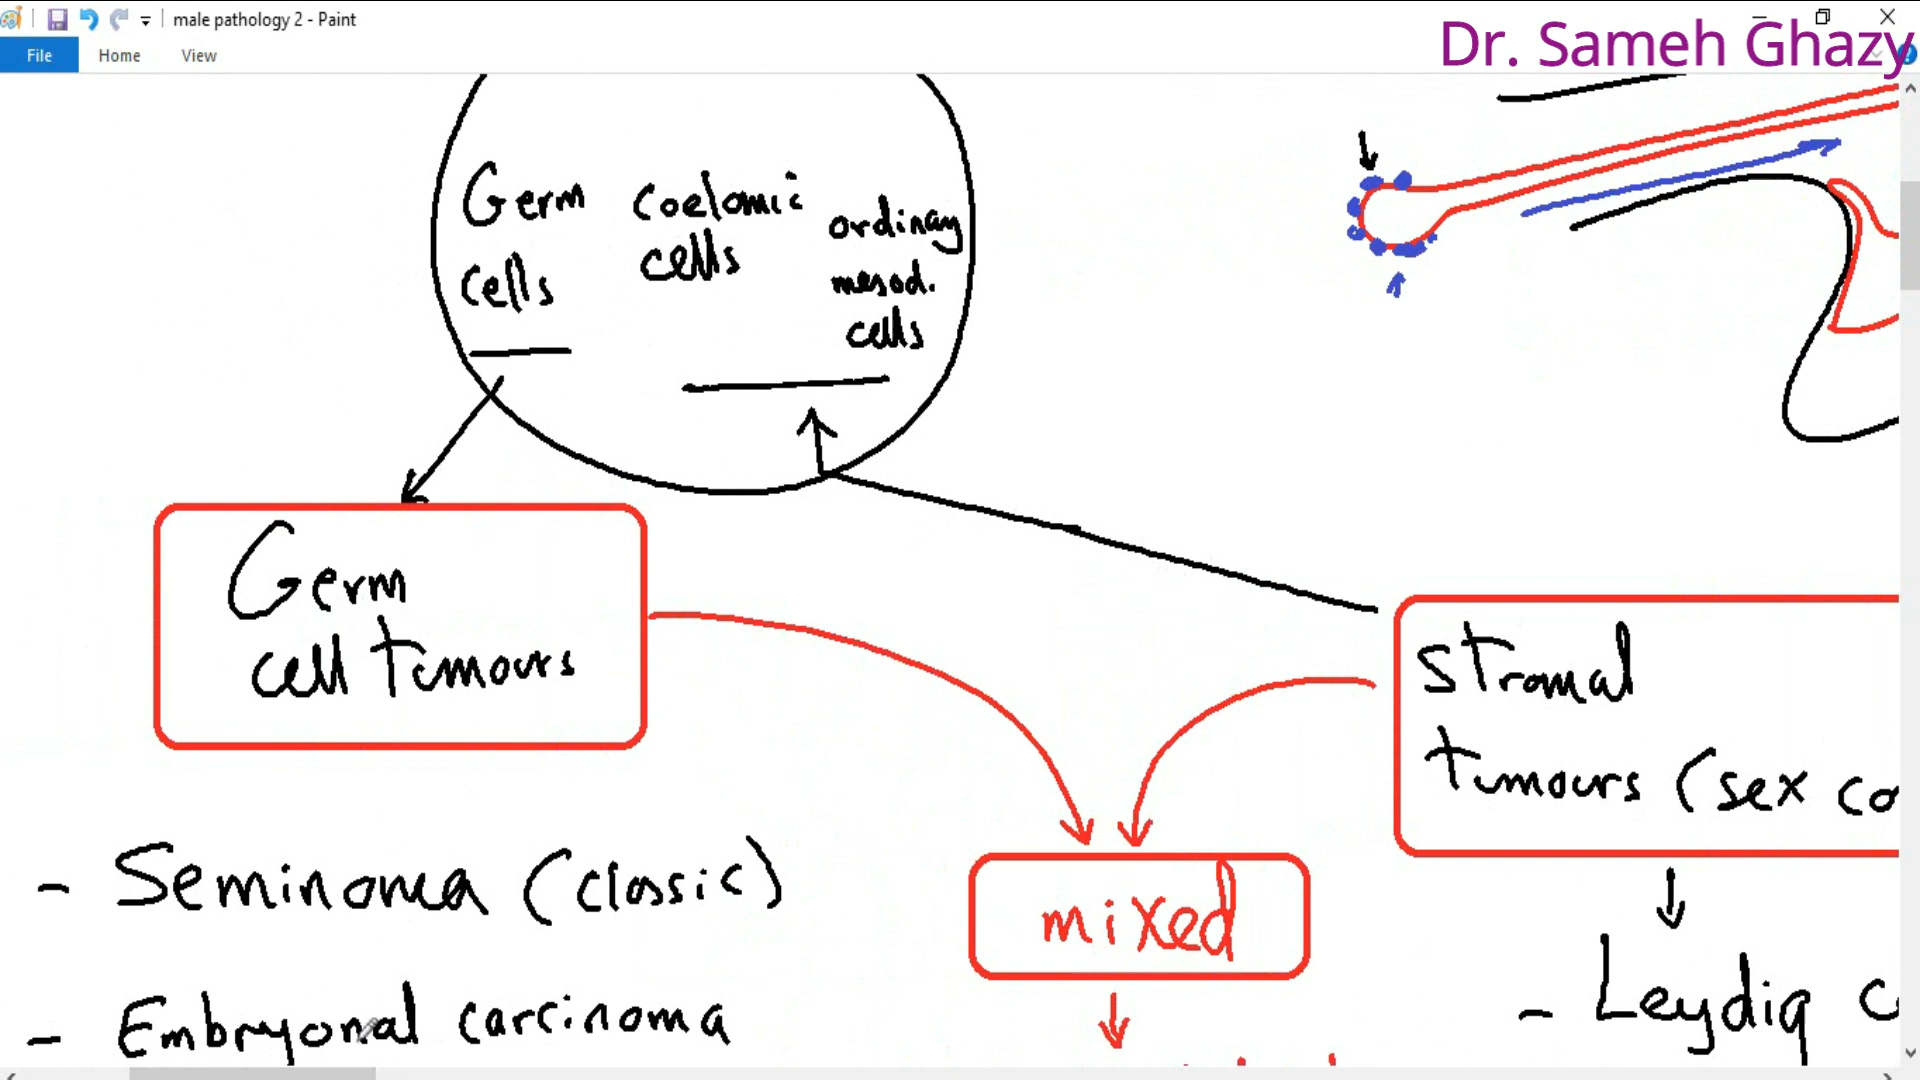 male pathology 2 - Paint
Dr. Sameh Ghazy
File Home View
Germ
cells
coelomic
cells
ordinary
mesod.
cells
Germ
cell tumours
stromal
tumours (sex co
mixed
- Seminoma (classic)
- Embryonal carcinoma
- Leydig c